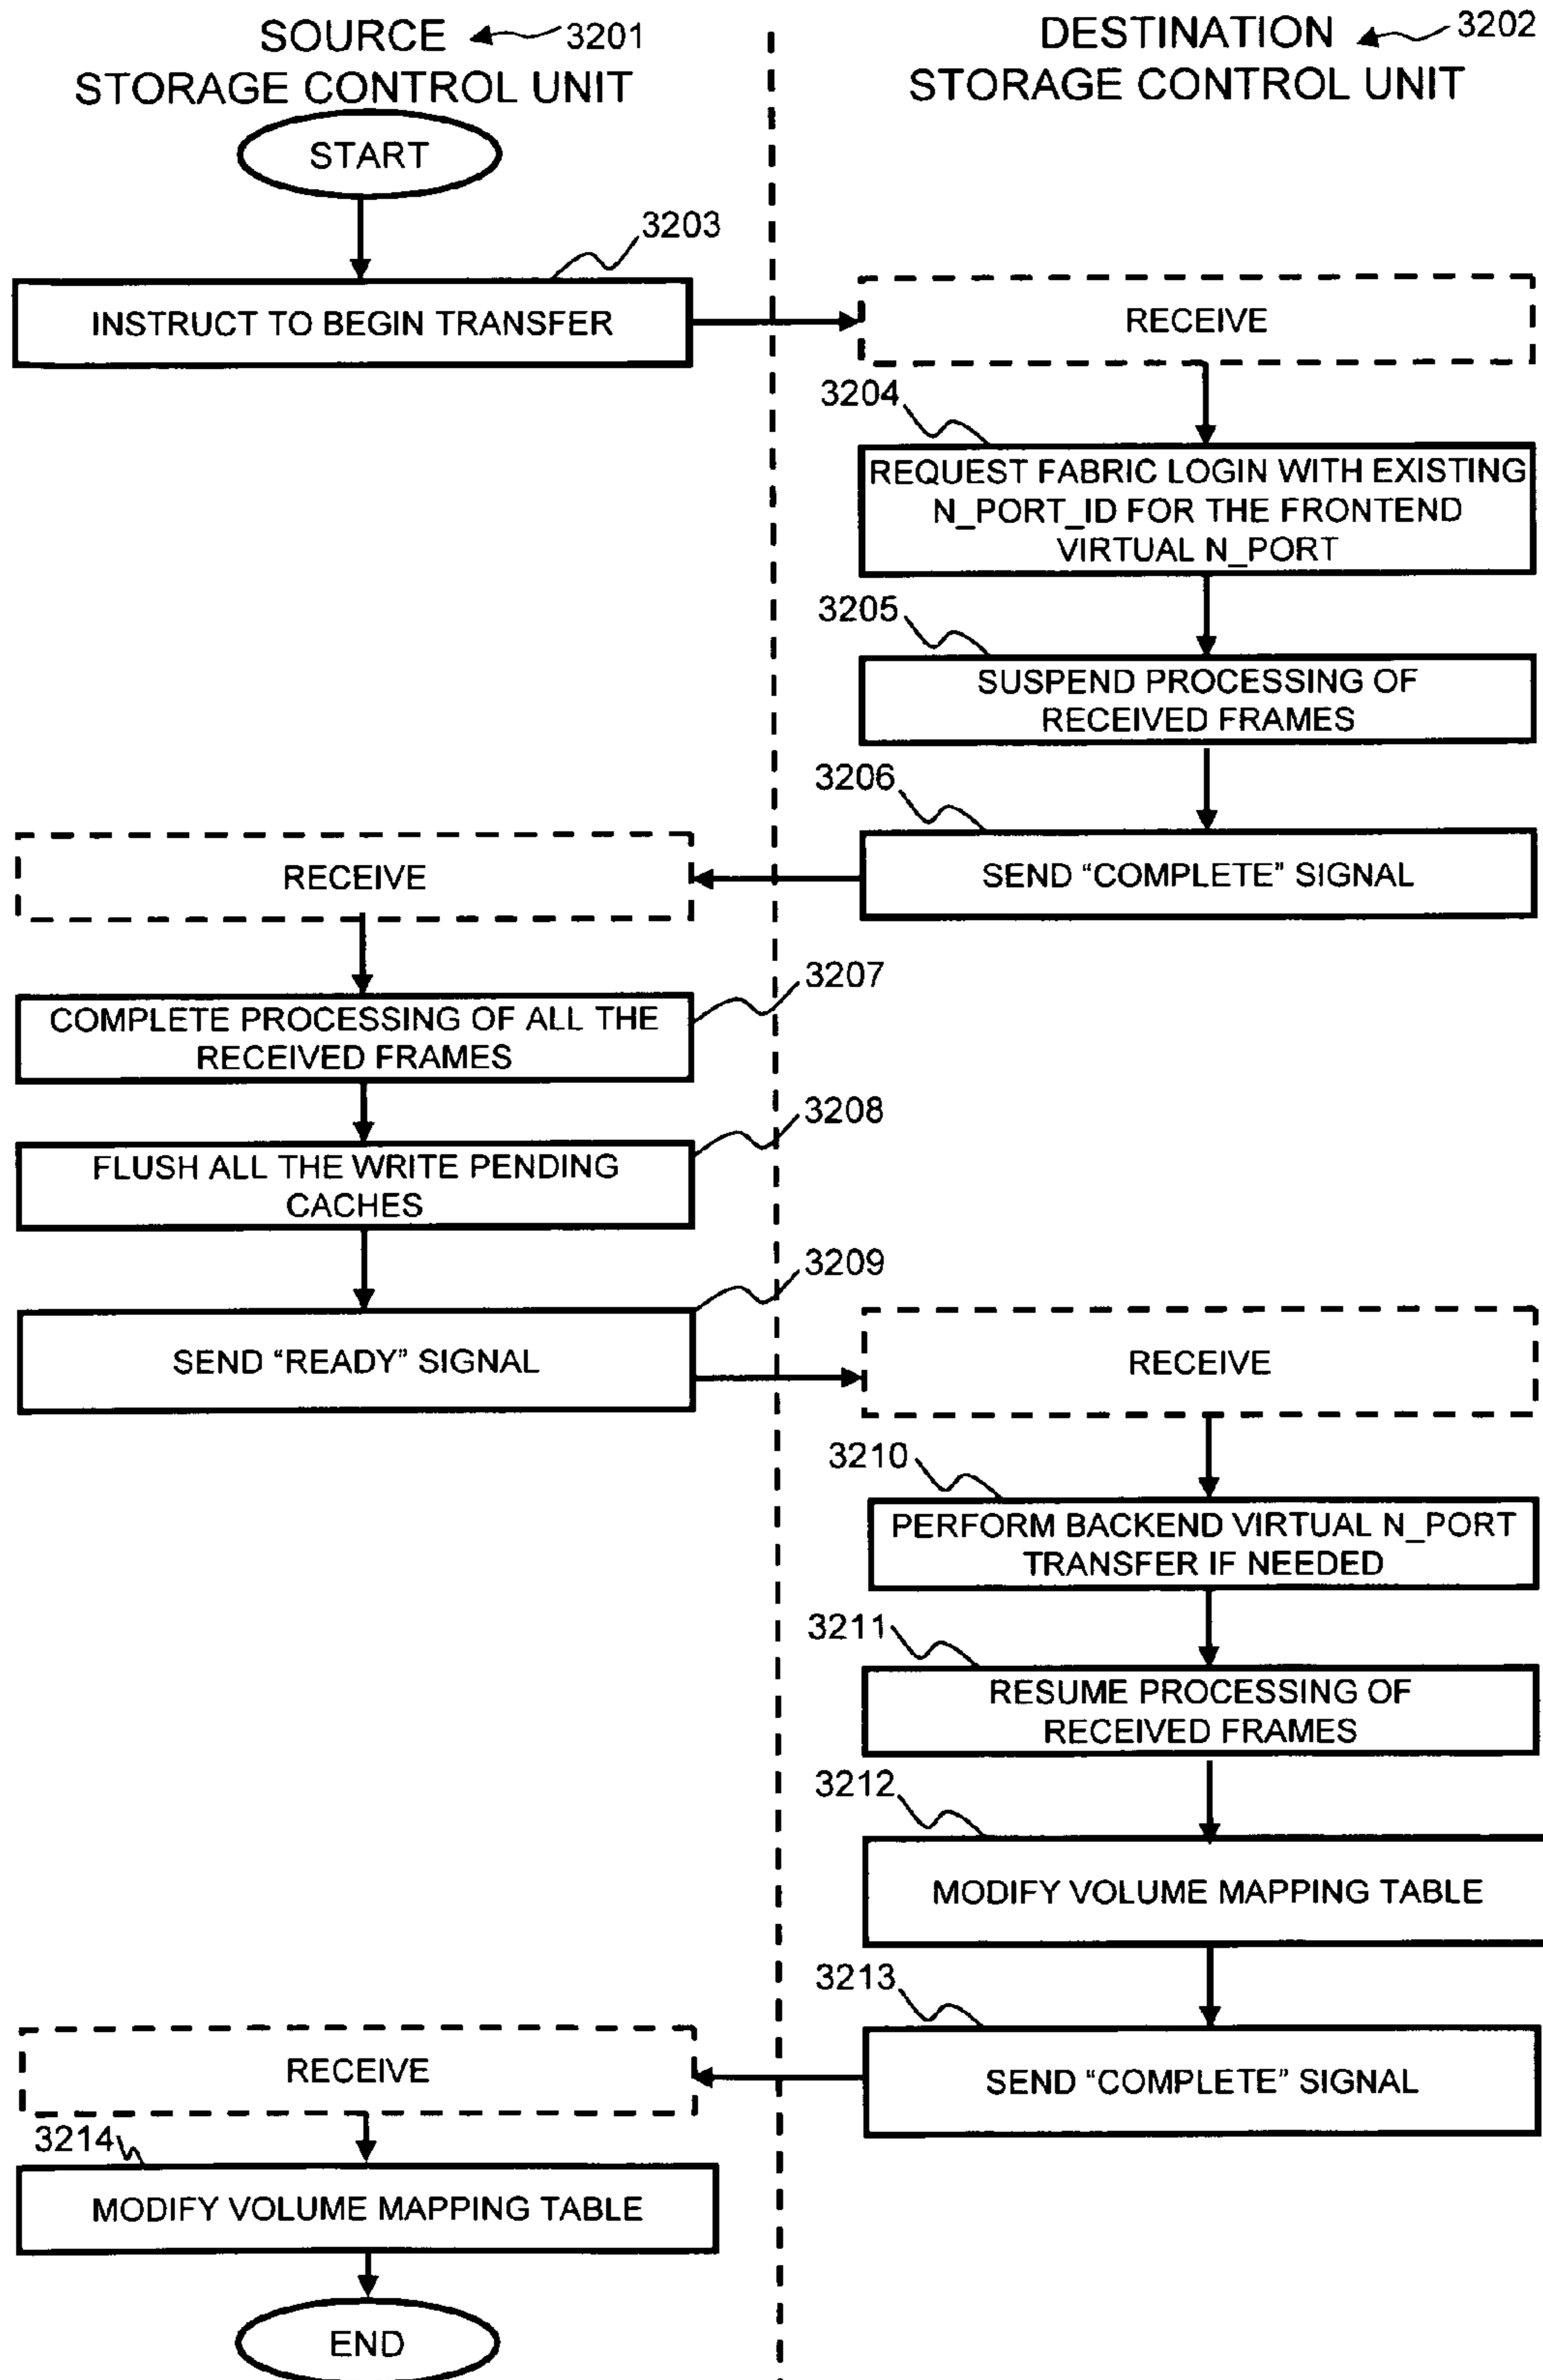 SOURCE 3201
STORAGE CONTROL UNIT
DESTINATION 3202
STORAGE CONTROL UNIT
START
3203
INSTRUCT TO BEGIN TRANSFER
RECEIVE
3204
REQUEST FABRIC LOGIN WITH EXISTING
N_PORT_ID FOR THE FRONTEND
VIRTUAL N_PORT
3205
SUSPEND PROCESSING OF
RECEIVED FRAMES
3206
SEND “COMPLETE” SIGNAL
RECEIVE
3207
COMPLETE PROCESSING OF ALL THE
RECEIVED FRAMES
3208
FLUSH ALL THE WRITE PENDING
CACHES
3209
SEND “READY” SIGNAL
RECEIVE
3210
PERFORM BACKEND VIRTUAL N_PORT
TRANSFER IF NEEDED
3211
RESUME PROCESSING OF
RECEIVED FRAMES
3212
MODIFY VOLUME MAPPING TABLE
3213
SEND “COMPLETE” SIGNAL
RECEIVE
3214
MODIFY VOLUME MAPPING TABLE
END